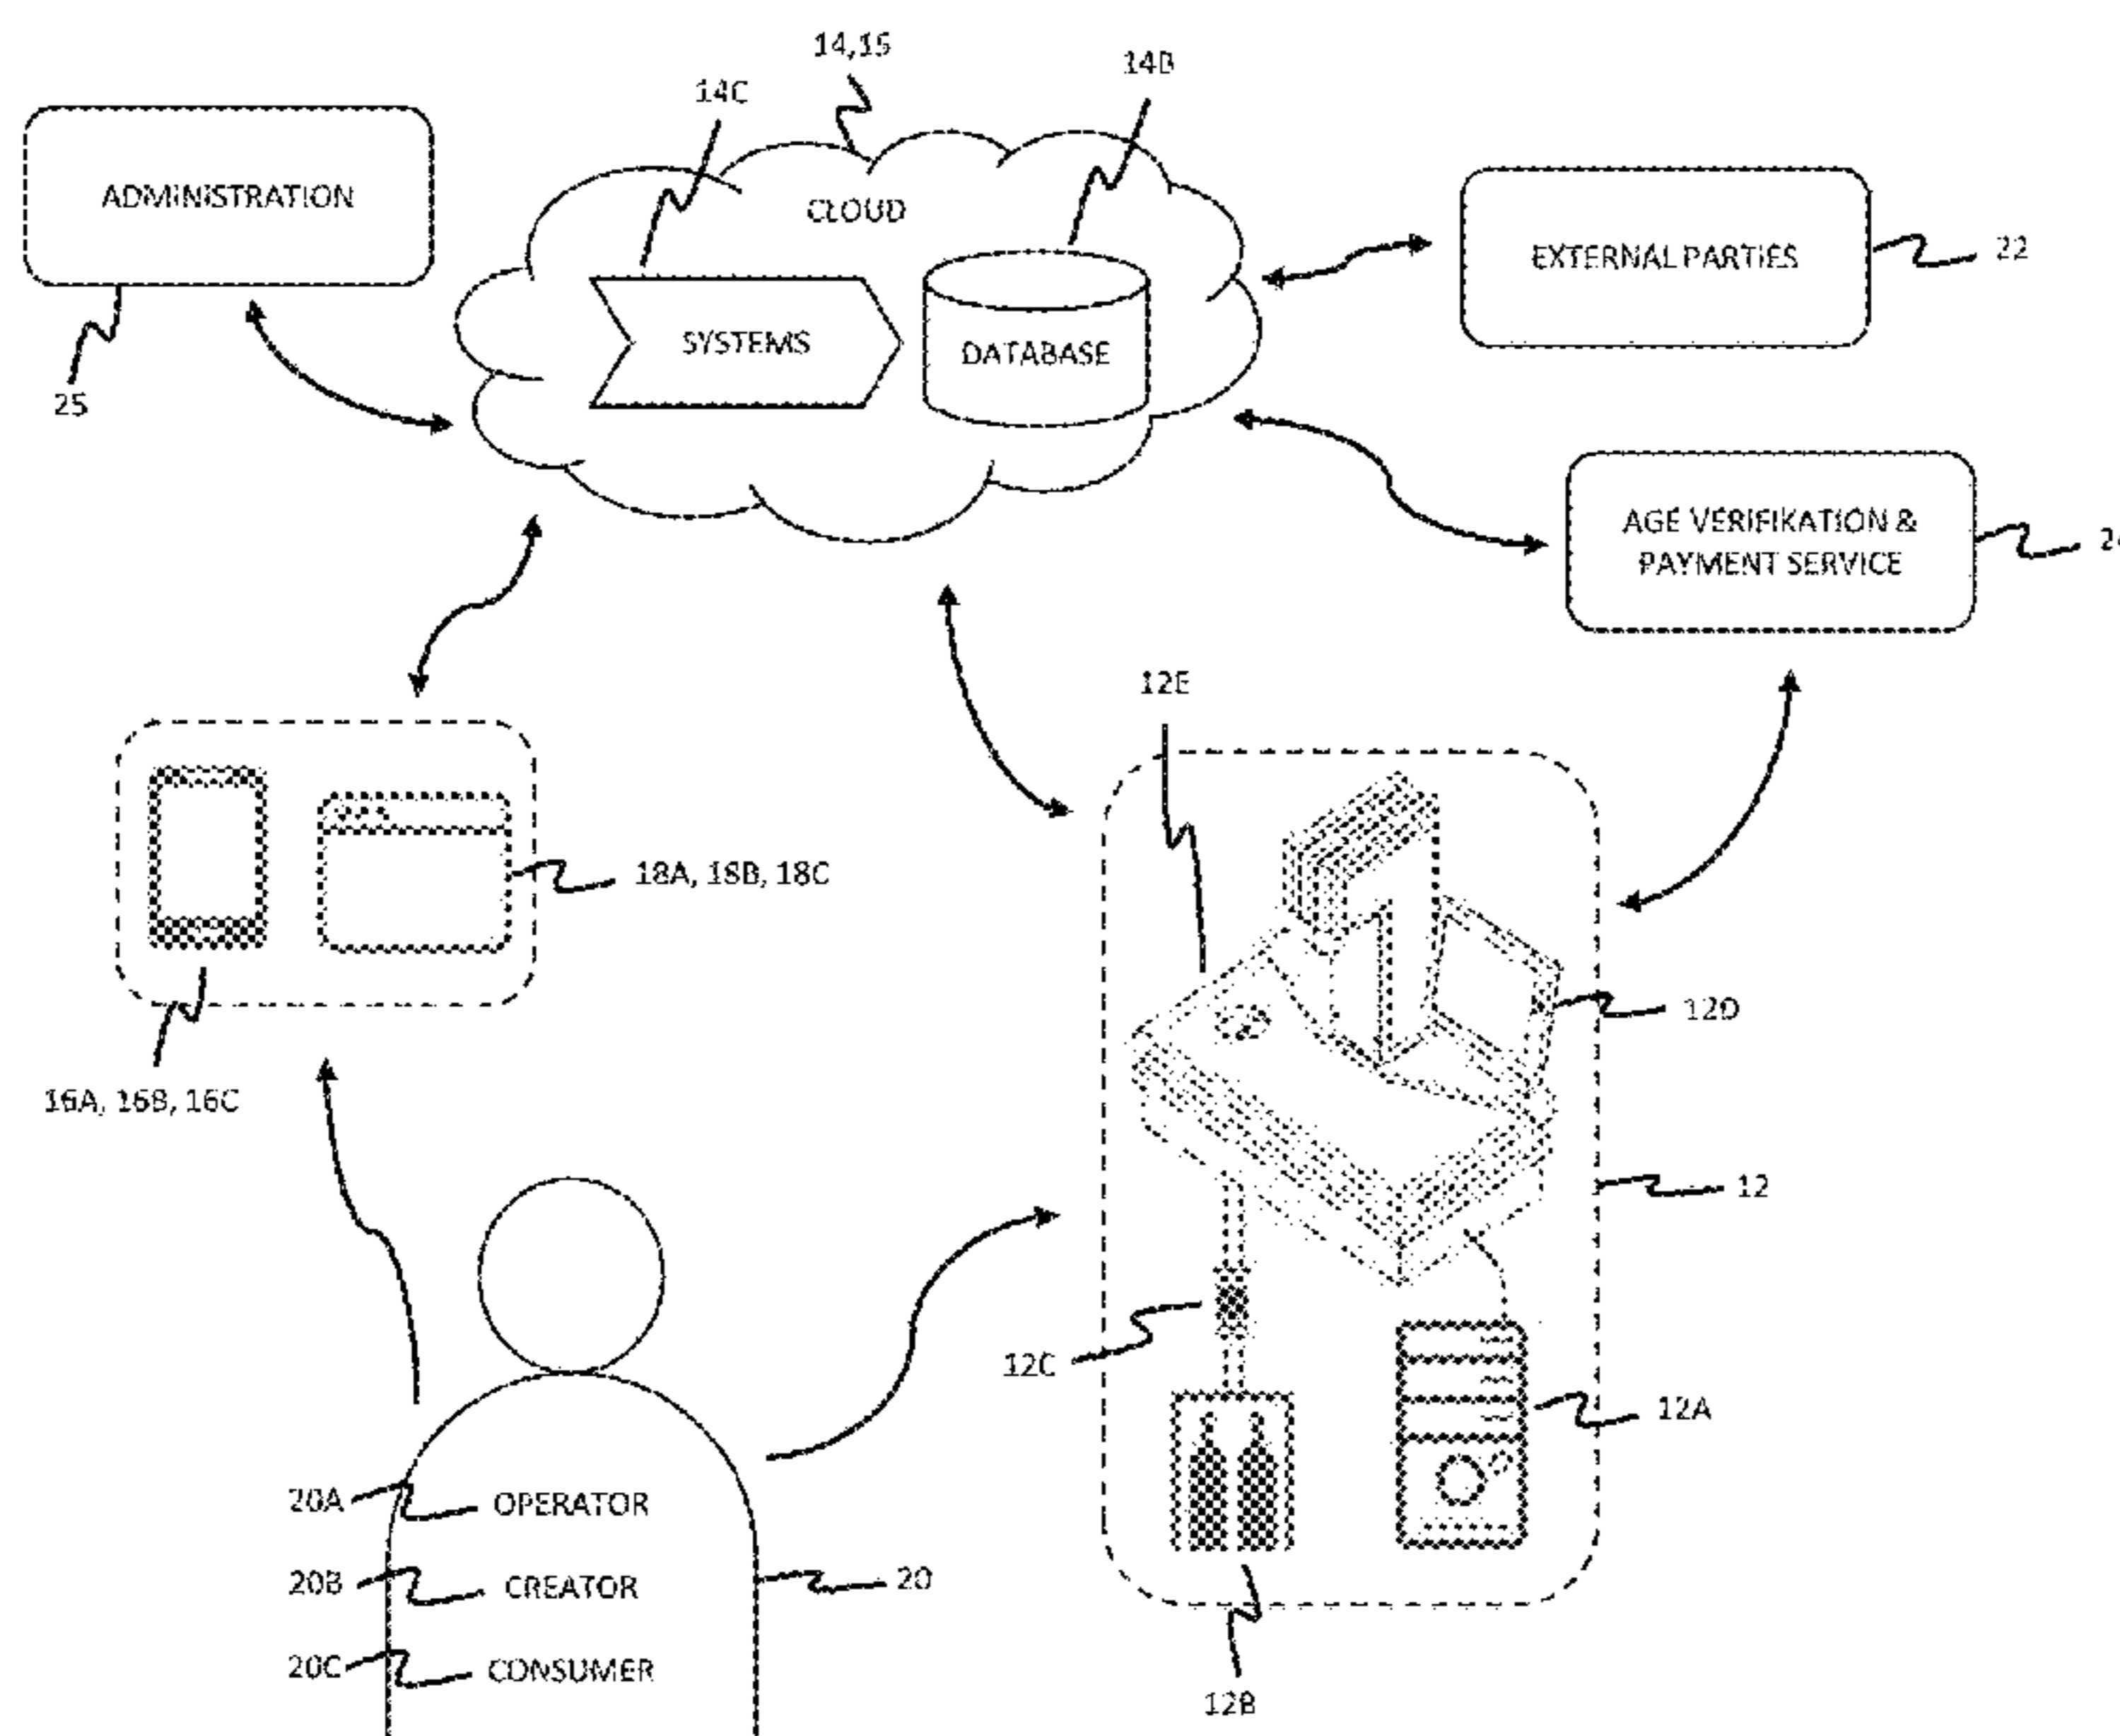 14,15
14B
14C
ADMINISTRATION
CLOUD
EXTERNAL PARTIES
22
SYSTEMS
DATABASE
25
AGE VERIFIKATION &
PAYMENT SERVICE
12E
18A, 18B, 18C
12D
16A, 16B, 16C
12
12C
12A
20A
OPERATOR
20B
CREATOR
20
20C
CONSUMER
12B